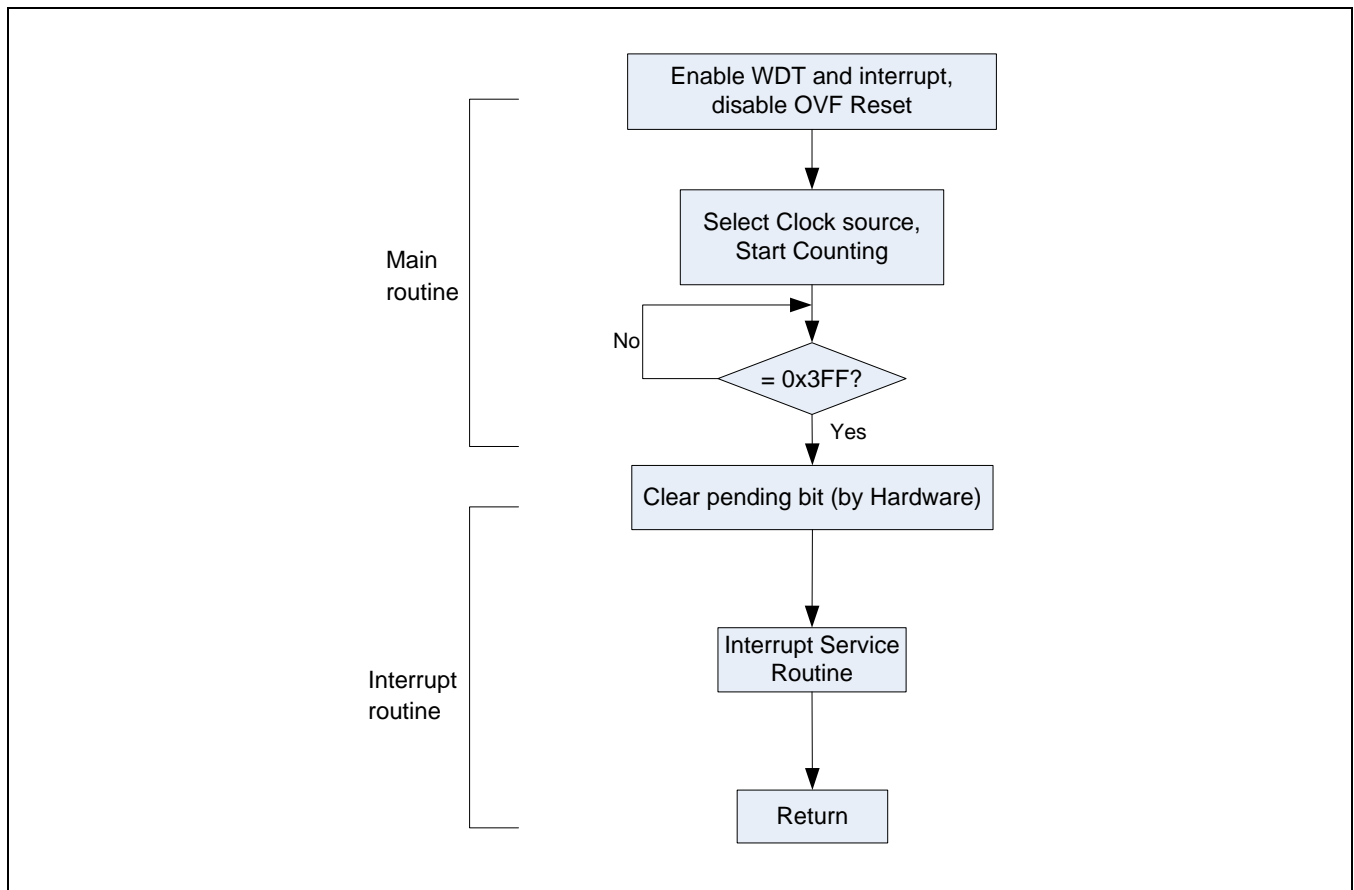 Enable WDT and interrupt,
disable OVF Reset
Select Clock source,
Start Counting
Main
routine
No
= 0x3FF?
Yes
Clear pending bit (by Hardware)
Interrupt Service
Routine
Interrupt
routine
Return